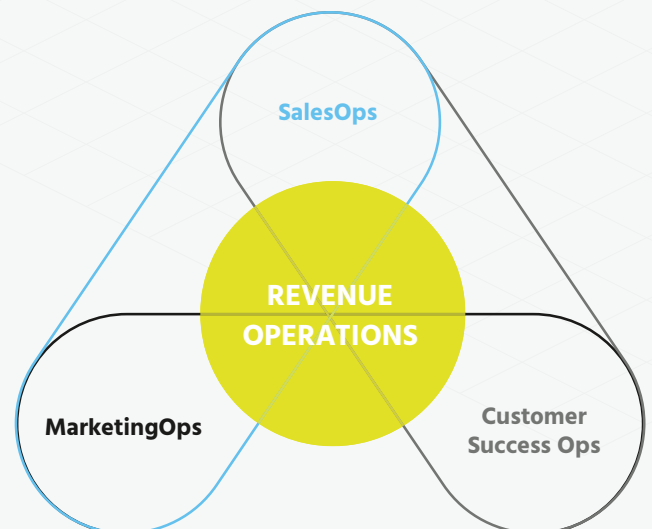 SalesOps
REVENUE
OPERATIONS
MarketingOps
Customer
Success Ops